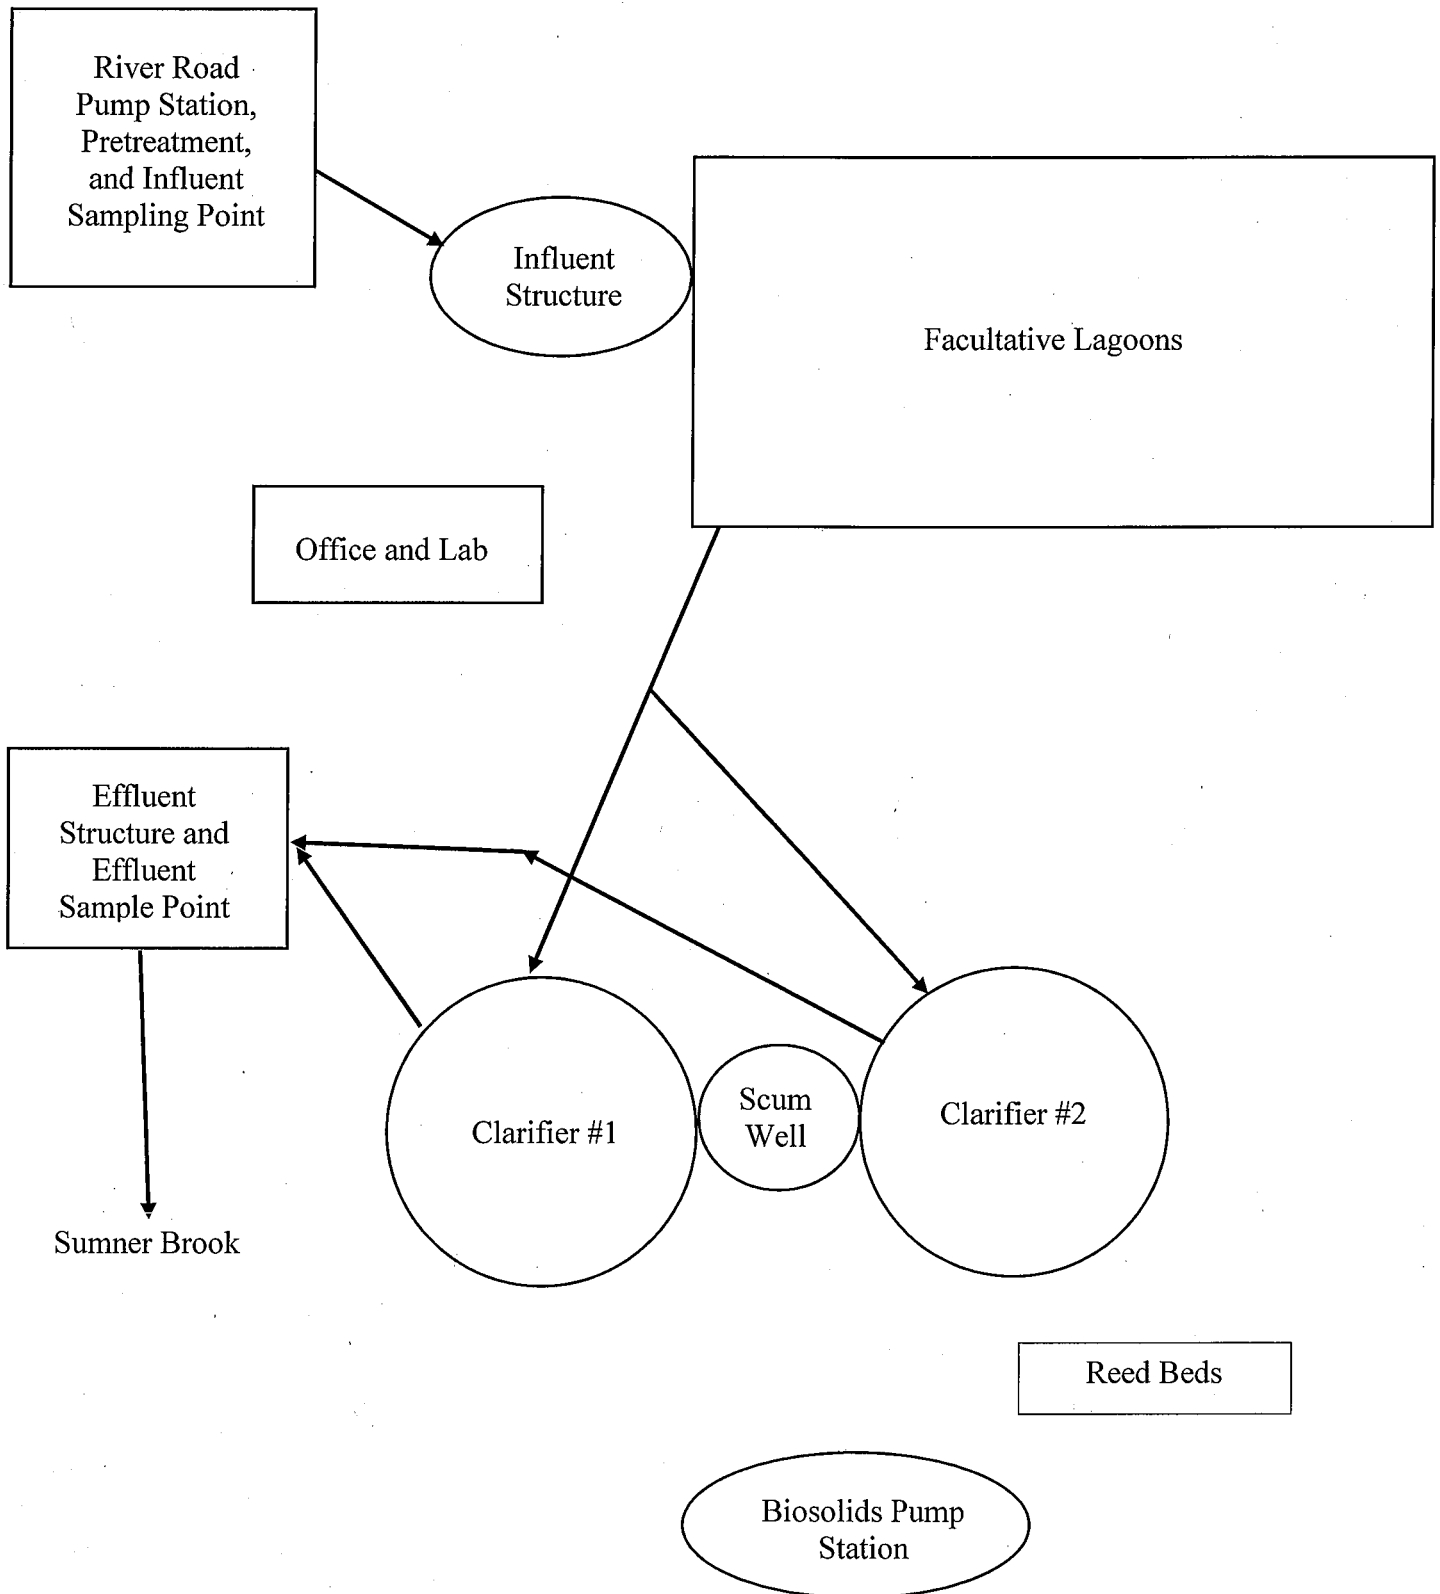 River Road
Pump Station,
Pretreatment,
and Influent
Sampling Point
Influent
Structure
Facultative Lagoons
Office and Lab
Effluent
Structure and
Effluent
Sample Point
Scum
Well
Clarifier #1
Clarifier #2
Sumner Brook
Reed Beds
Biosolids Pump
Station